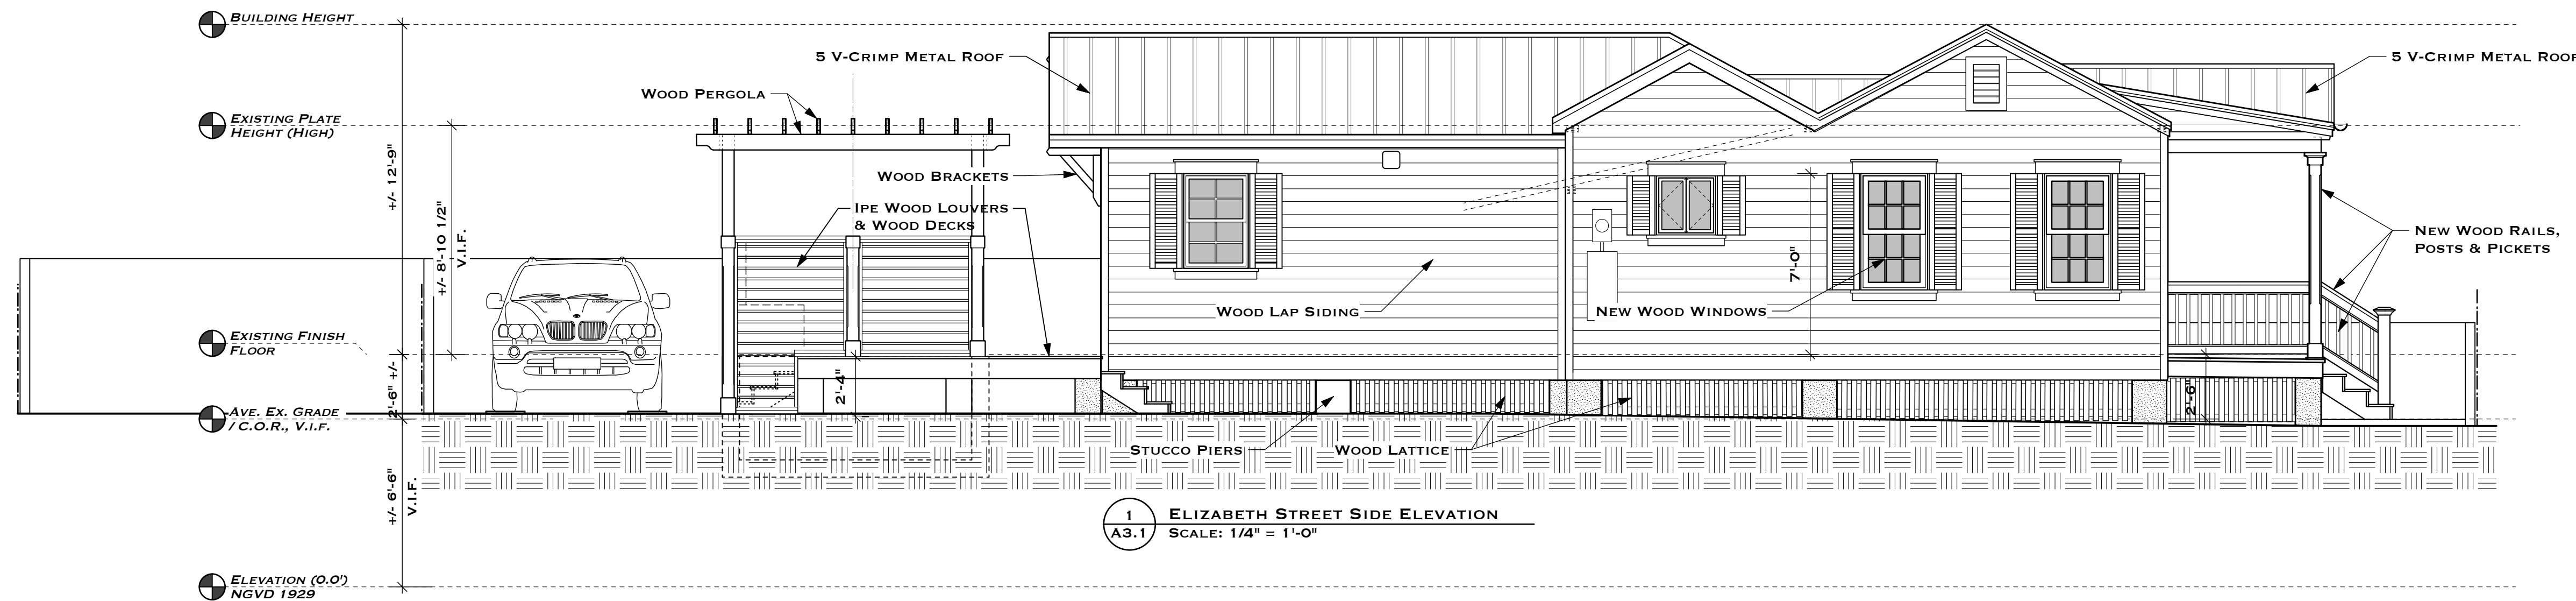 BUILDING HEIGHT
5 V-CRIMP METAL ROOF
5 V-CRIMP METAL ROOF
WOOD PERGOLA
EXISTING PLATE
HEIGHT (HIGH)
+/- 12'-9"
WOOD BRACKETS
+/- 8'-10 1/2"
V.I.F.
IPE WOOD LOUVERS
& WOOD DECKS
NEW WOOD RAILS,
POSTS & PICKETS
7'-0"
WOOD LAP SIDING
NEW WOOD WINDOWS
EXISTING FINISH
FLOOR
2'-6" +/-
2'-4"
2'-6"
AVE. EX. GRADE
/ C.O.R., V.I.F.
STUCCO PIERS
WOOD LATTICE
+/- 6'-6"
V.I.F.
1
A3.1
ELIZABETH STREET SIDE ELEVATION
SCALE: 1/4" = 1'-0"
ELEVATION (0.0')
NGVD 1929